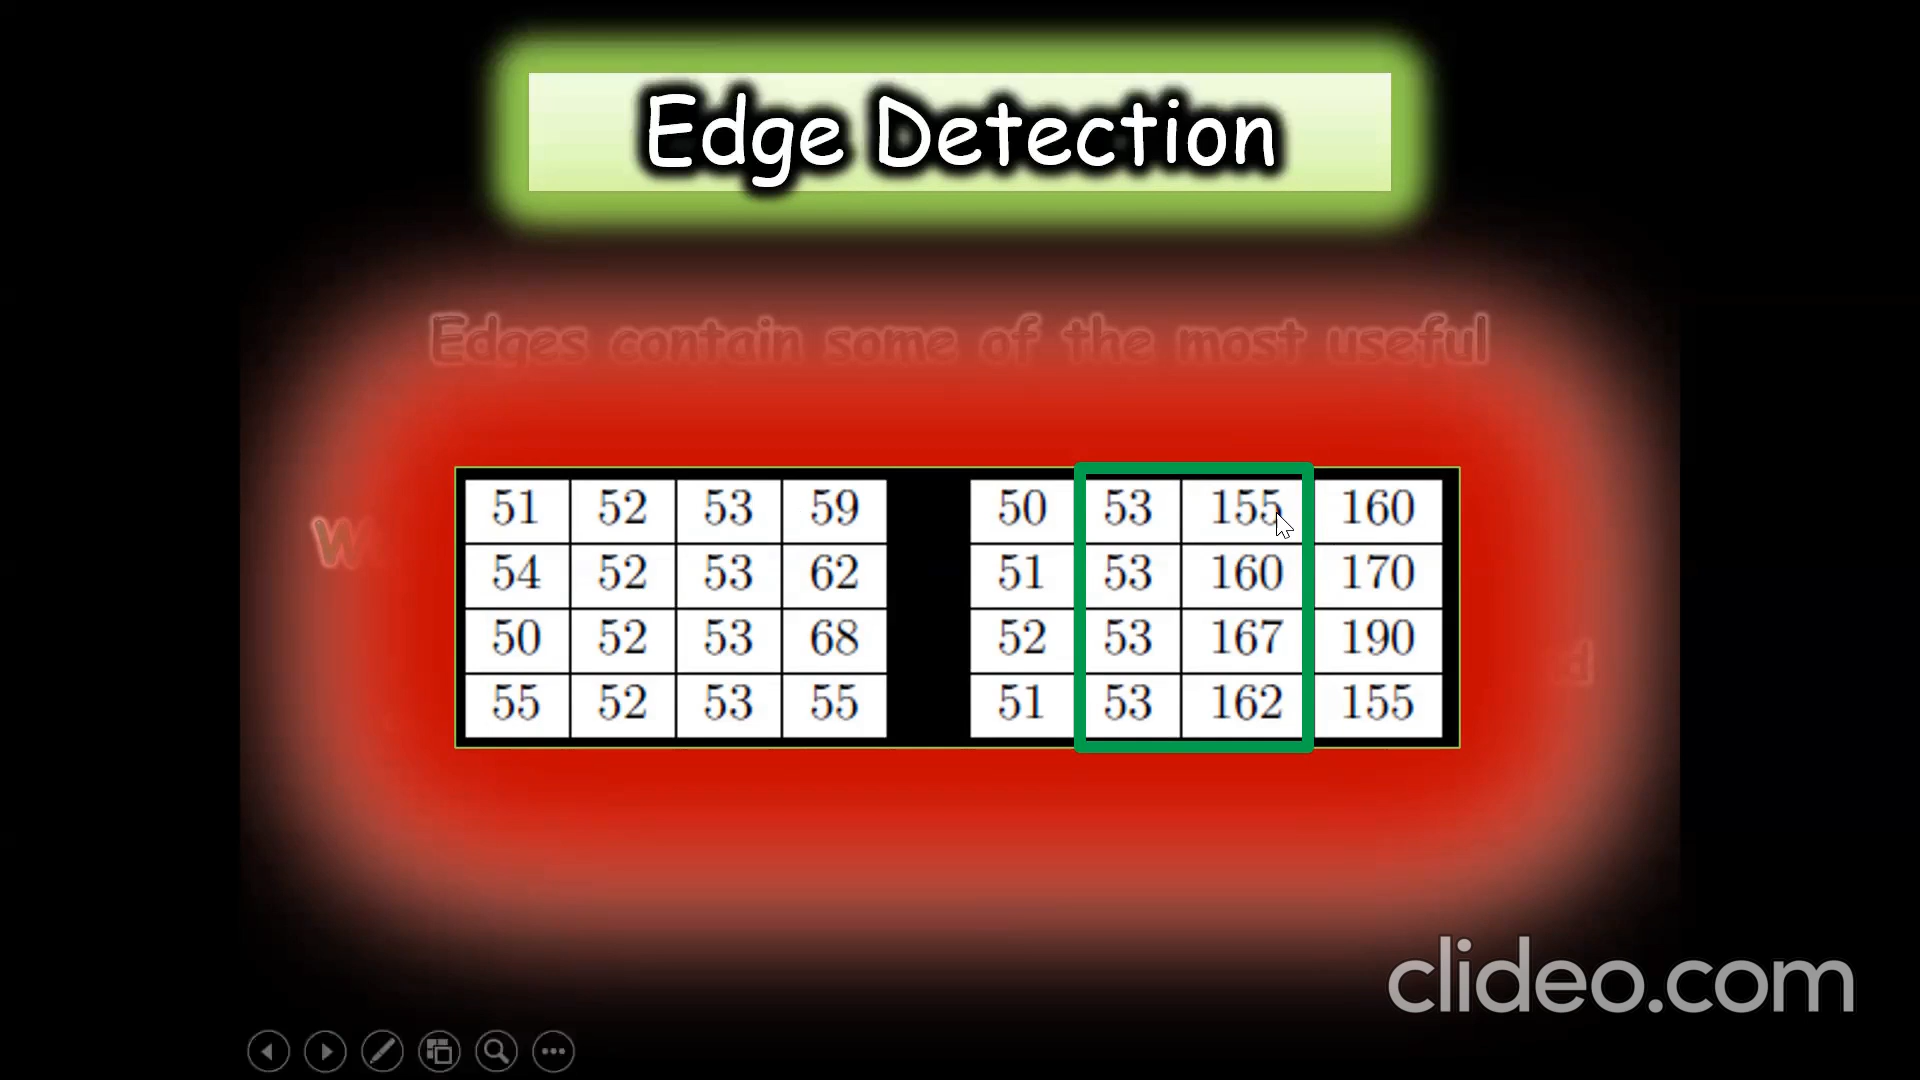 Edge Detection
Edges contain some of the most useful
51 52 53 59 50 53 155 160
54 52 53 62 51 53 160 170
50 52 53 68 52 53 167 190
55 52 53 55 51 53 162 155
clideo.com